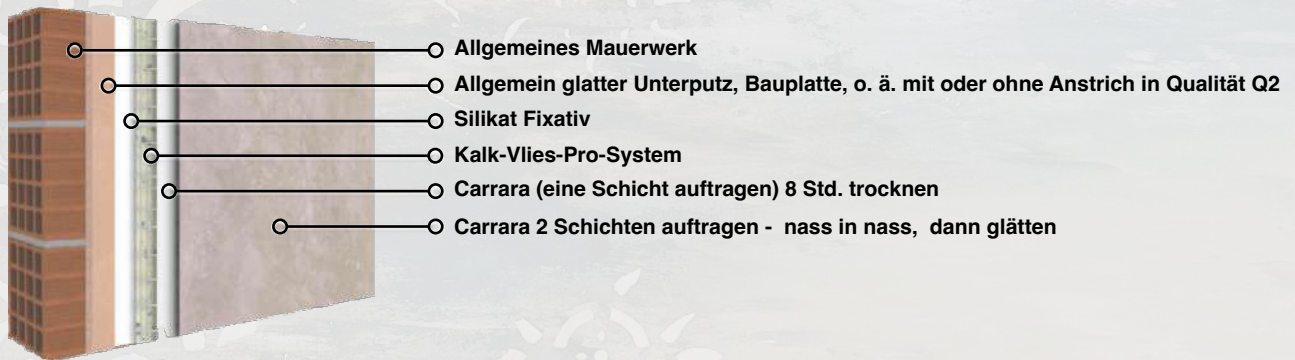 Allgemeines Mauerwerk
Allgemein glatter Unterputz, Bauplatte, o. ä. mit oder ohne Anstrich in Qualität Q2
Silikat Fixativ
Kalk-Vlies-Pro-System
Carrara (eine Schicht auftragen) 8 Std. trocknen
Carrara 2 Schichten auftragen - nass in nass, dann glätten